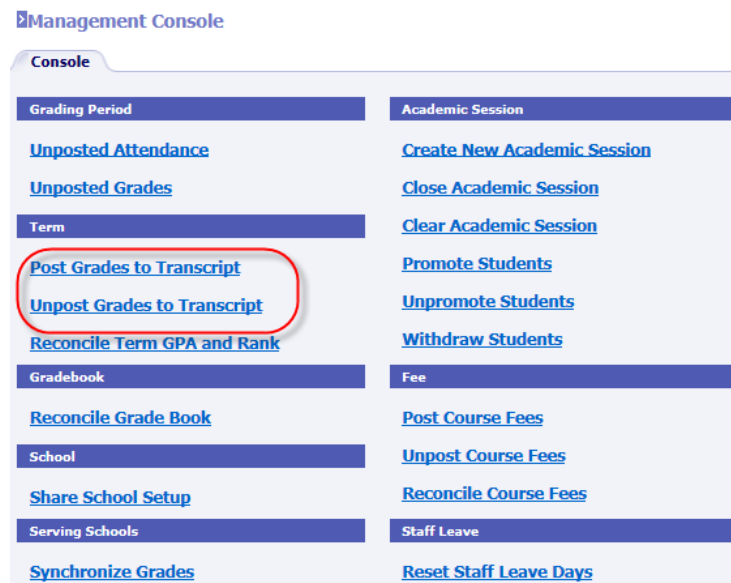 Management Console
Console
Grading Period
Unposted Attendance
Unposted Grades
Term
Post Grades to Transcript
Unpost Grades to Transcript
Reconcile Term GPA and Rank
Gradebook
Reconcile Grade Book
School
Share School Setup
Serving Schools
Synchronize Grades
Academic Session
Create New Academic Session
Close Academic Session
Clear Academic Session
Promote Students
Unpromote Students
Withdraw Students
Fee
Post Course Fees
Unpost Course Fees
Reconcile Course Fees
Staff Leave
Reset Staff Leave Days